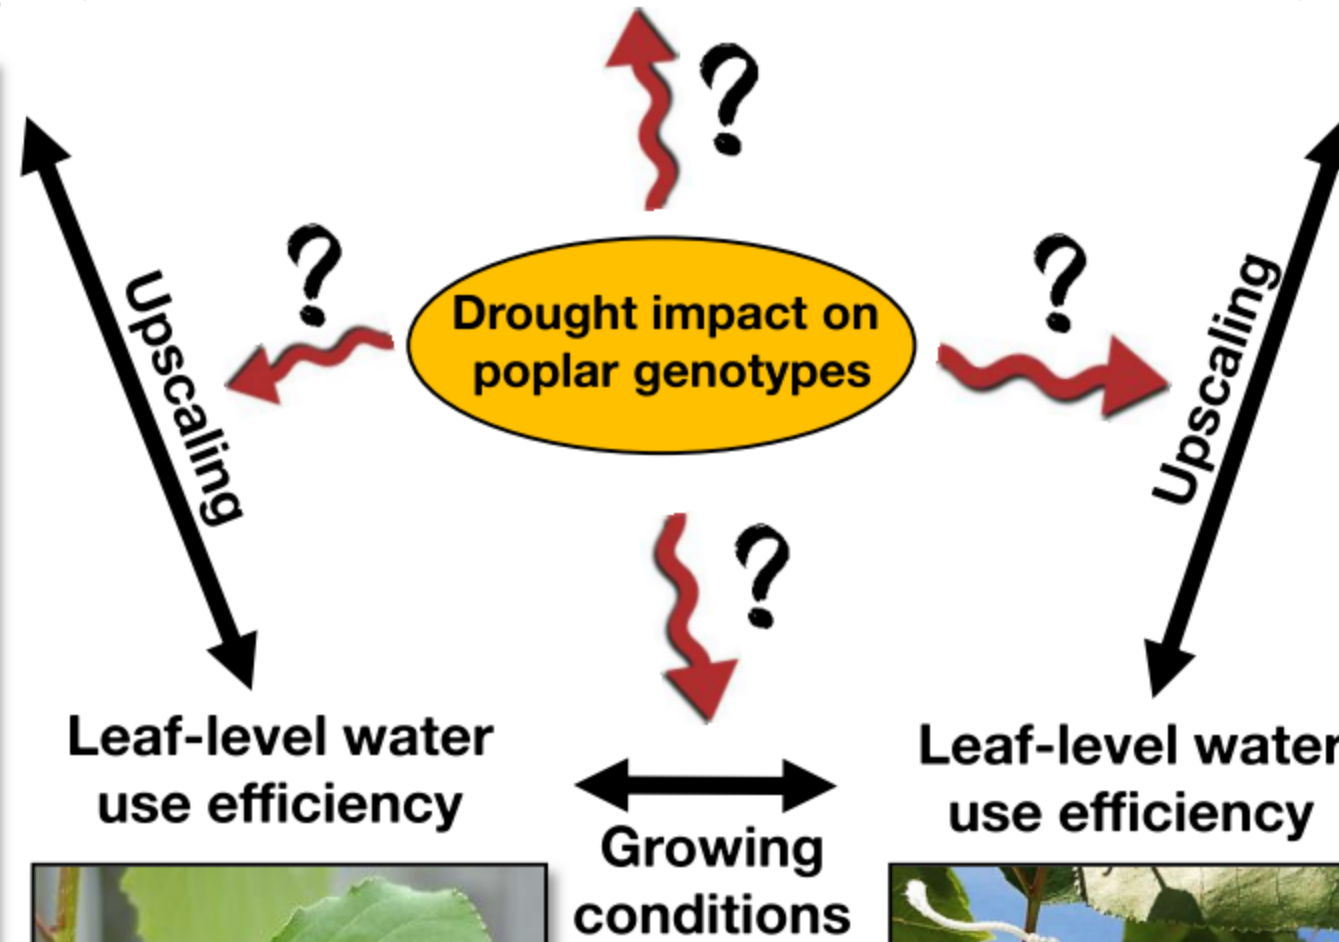 ?
?
?
Drought impact on
poplar genotypes
Upscaling
Upscaling
?
Leaf-level water
use efficiency
Leaf-level water
use efficiency
Growing
conditions